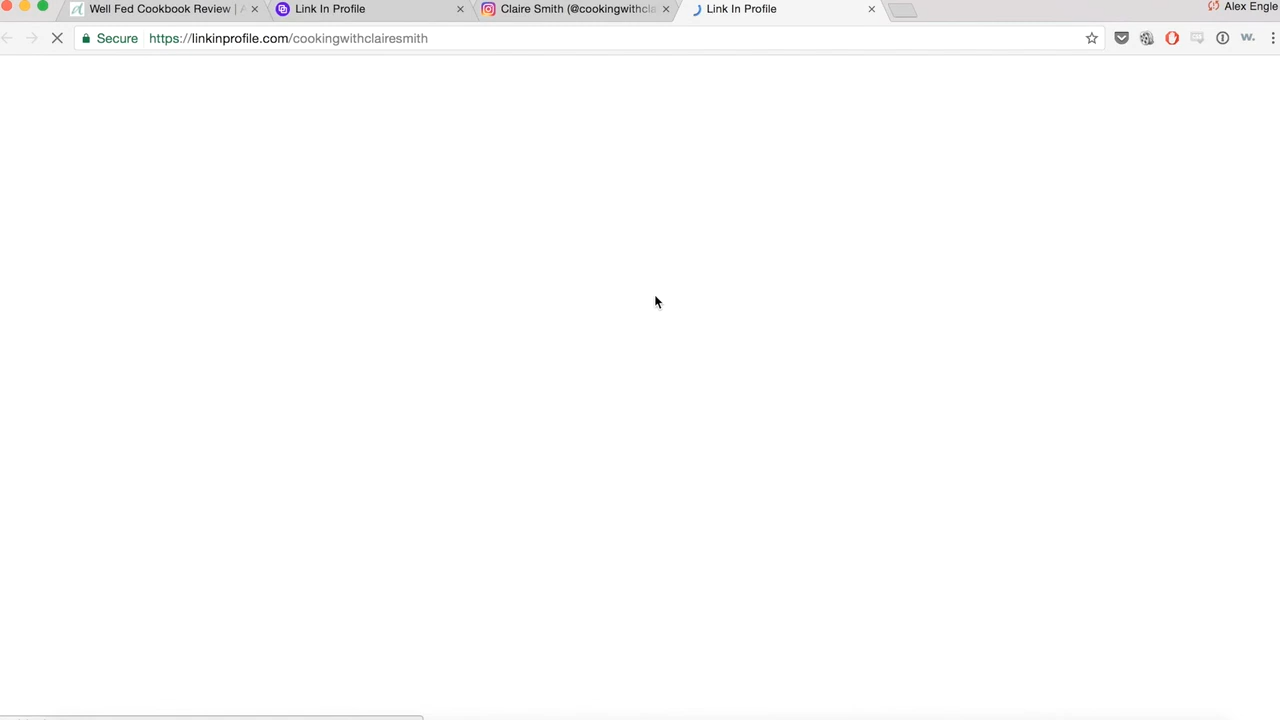 Well Fed Cookbook Review |
Link In Profile
Claire Smith (@cookingwithcla
Link In Profile
Alex Engle
Secure
https://linkinprofile.com/cookingwithclairesmith
w.